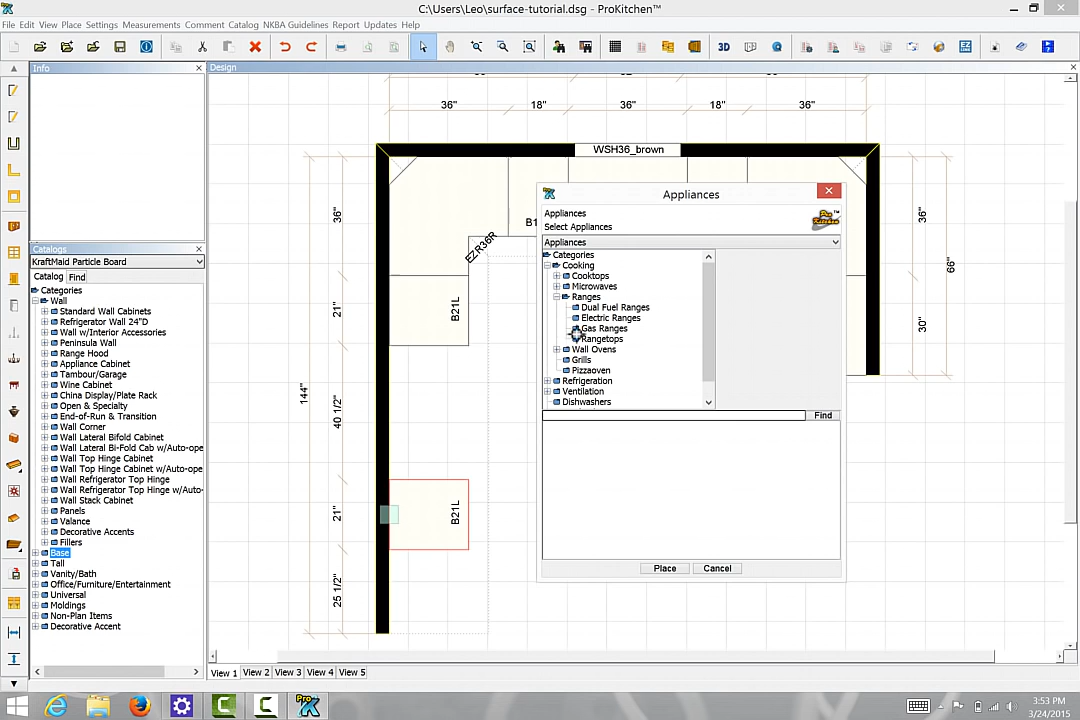 C:\Users\Leo\surface-tutorial.dsg - ProKitchen™
File Edit View Place Settings Measurements Comment Catalog NKBA Guidelines Report Updates Help
3D
Info
Design
36" 18" 36" 18" 36"
WSH36_brown
36"
21"
40 1/2"
21"
25 1/2"
144"
EZR36R
B1
B21L
B21L
36"
30"
66"
Catalogs
KraftMaid Particle Board
Catalog Find
Categories
Wall
Standard Wall Cabinets
Refrigerator Wall 24"D
Wall w/Interior Accessories
Peninsula Wall
Range Hood
Appliance Cabinet
Tambour/Garage
Wine Cabinet
China Display/Plate Rack
Open & Specialty
End-of-Run & Transition
Wall Corner
Wall Lateral Bifold Cabinet
Wall Lateral Bi-Fold Cab w/Auto-ope
Wall Top Hinge Cabinet
Wall Top Hinge Cabinet w/Auto-ope
Wall Refrigerator Top Hinge
Wall Refrigerator Top Hinge w/Auto-
Wall Stack Cabinet
Panels
Valance
Decorative Accents
Fillers
Base
Tall
Vanity/Bath
Office/Furniture/Entertainment
Universal
Moldings
Non-Plan Items
Decorative Accent
Appliances
Appliances
Select Appliances
Pro Kitchen
Appliances
Categories
Cooking
Cooktops
Microwaves
Ranges
Dual Fuel Ranges
Electric Ranges
Gas Ranges
Rangetops
Wall Ovens
Grills
Pizzaoven
Refrigeration
Ventilation
Dishwashers
Find
Place Cancel
View 1 View 2 View 3 View 4 View 5
3:53 PM
3/24/2015